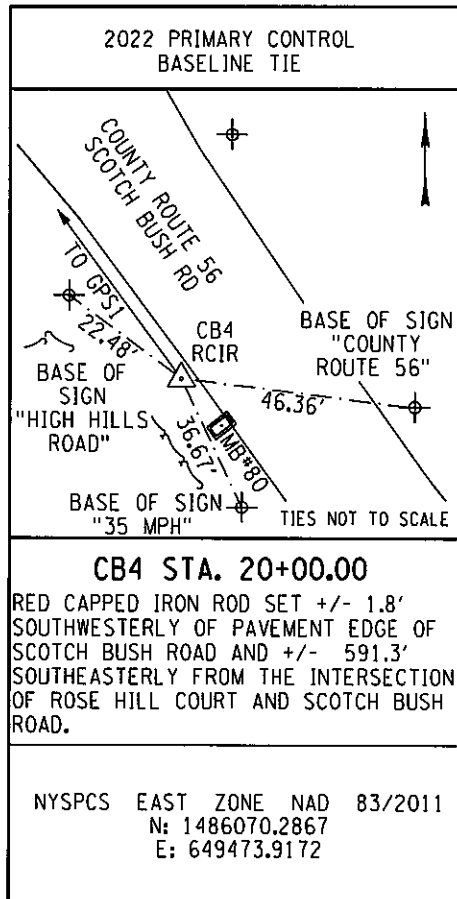 2022 PRIMARY CONTROL
BASELINE TIE
COUNTY ROUTE 56
SCOTCH BUSH RD
TO GPS1
22.48'
CB4
RCIR
BASE OF SIGN
"COUNTY
ROUTE 56"
46.36'
BASE OF
SIGN
"HIGH HILLS
ROAD"
36.67'
MB#80
BASE OF SIGN
"35 MPH"
TIES NOT TO SCALE
CB4 STA. 20+00.00
RED CAPPED IRON ROD SET +/- 1.8'
SOUTHWESTERLY OF PAVEMENT EDGE OF
SCOTCH BUSH ROAD AND +/- 591.3'
SOUTHEASTERLY FROM THE INTERSECTION
OF ROSE HILL COURT AND SCOTCH BUSH
ROAD.
NYSPCS EAST ZONE NAD 83/2011
N: 1486070.2867
E: 649473.9172